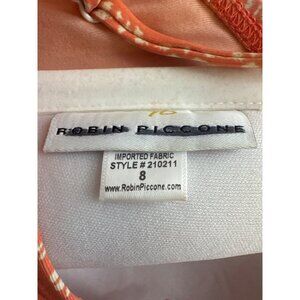 ROBIN PICCONE
IMPORTED FABRIC
STYLE # 210211
8
www.RobinPiccone.com